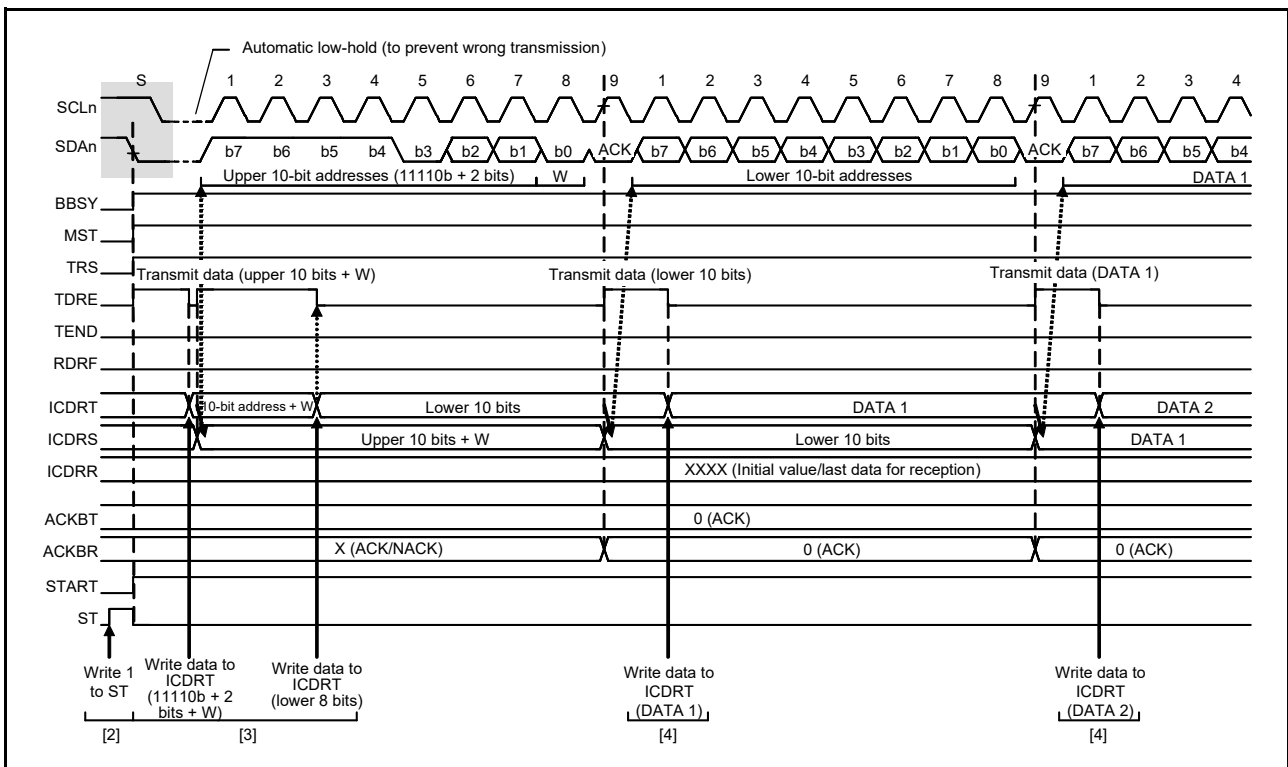 Automatic low-hold (to prevent wrong transmission)
S 1 2 3 4 5 6 7 8 9 1 2 3 4 5 6 7 8 9 1 2 3 4
SCLn
SDAn b7 b6 b5 b4 b3 b2 b1 b0 ACK b7 b6 b5 b4 b3 b2 b1 b0 ACK b7 b6 b5 b4
Upper 10-bit addresses (11110b + 2 bits) W Lower 10-bit addresses DATA 1
BBSY
MST
TRS
Transmit data (upper 10 bits + W) Transmit data (lower 10 bits) Transmit data (DATA 1)
TDRE
TEND
RDRF
ICDRT 10-bit address + W Lower 10 bits DATA 1 DATA 2
ICDRS Upper 10 bits + W Lower 10 bits DATA 1
ICDRR XXXX (Initial value/last data for reception)
ACKBT 0 (ACK)
ACKBR X (ACK/NACK) 0 (ACK) 0 (ACK)
START
ST
Write 1
to ST
Write data to
ICDRT
(11110b + 2
bits + W)
Write data to
ICDRT
(lower 8 bits)
Write data to
ICDRT
(DATA 1)
Write data to
ICDRT
(DATA 2)
[2] [3] [4] [4]